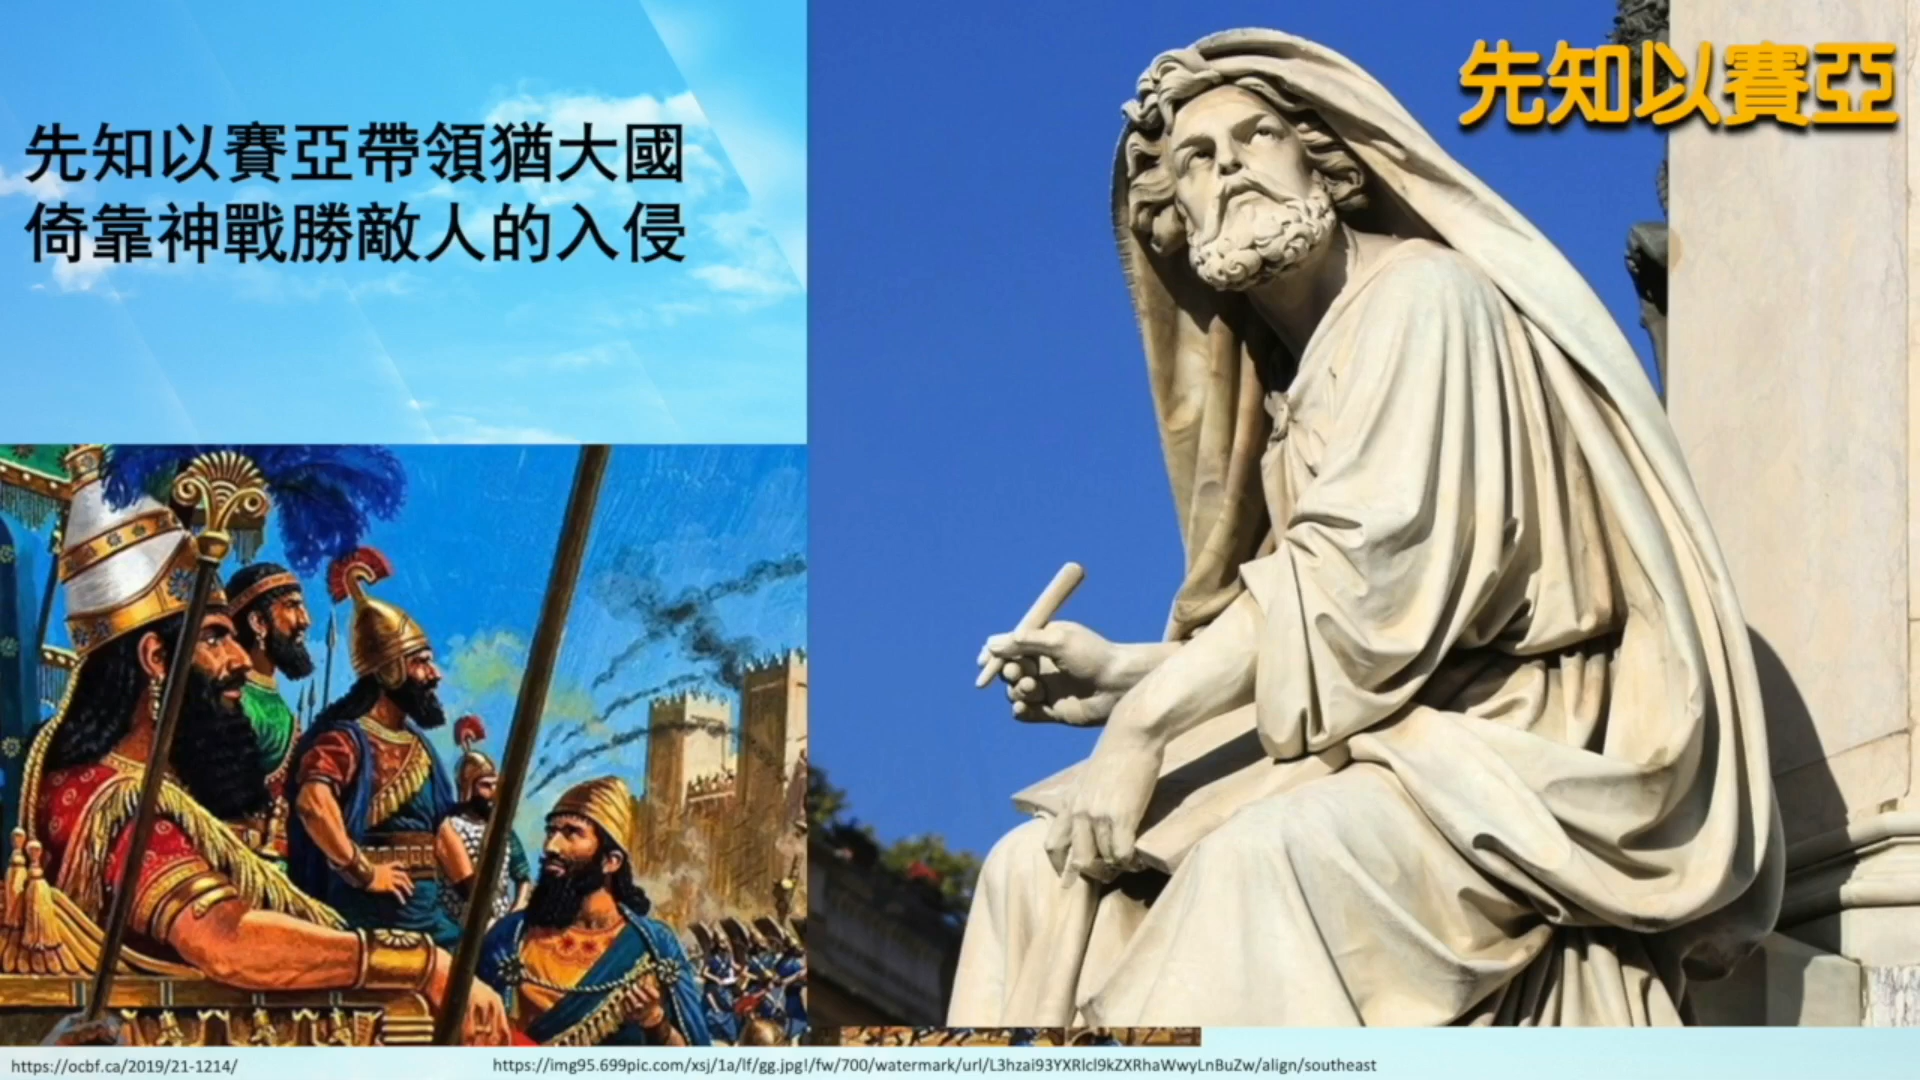 先知以賽亞帶領猶大國
倚靠神戰勝敵人的入侵
先知以賽亞
https://ocbf.ca/2019/21-1214/
https://img95.699pic.com/xsj/1a/lf/gg.jpg!/fw/700/watermark/url/L3hzai93YXRlcl9kZXRhaWwyLnBuZw/align/southeast